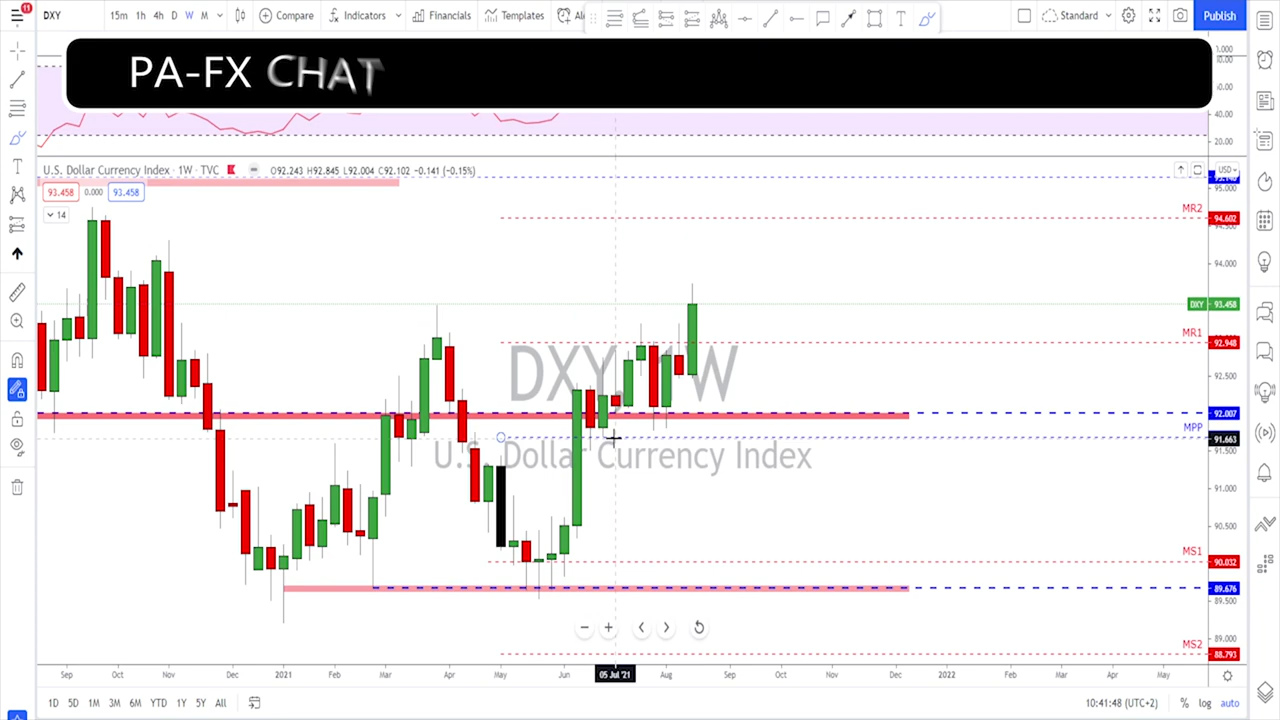 11
DXY
15m 1h 4h D W M
Compare
Indicators
Financials
Templates
Standard
Publish
PA-FX CHAT
40.00
20.00
U.S. Dollar Currency Index · 1W · TVC
O92.243 H92.845 L92.004 C92.102 -0.141 (-0.15%)
USD
95.000
93.458 0.000 93.458
14
MR2
94.602
94.000
DXY 93.458
MR1
92.948
DXY, 1W
92.500
92.007
MPP
91.663
U.S. Dollar Currency Index
91.500
91.000
90.500
MS1
90.032
89.676
89.500
89.000
MS2
88.793
Sep Oct Nov Dec 2021 Feb Mar Apr May Jun 05 Jul '21 Aug Sep Oct Nov Dec 2022 Feb Mar Apr May
1D 5D 1M 3M 6M YTD 1Y 5Y All
10:41:48 (UTC+2)
% log auto